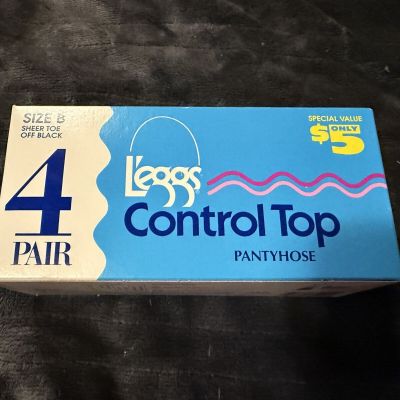 SIZE B
SHEER TOE
OFF BLACK
4
PAIR
L'eggs
Control Top
PANTYHOSE
SPECIAL VALUE
ONLY
$5